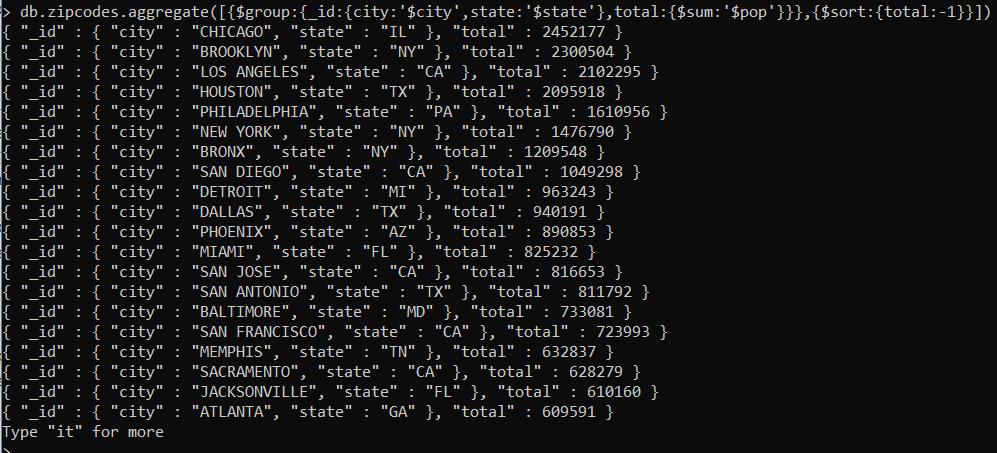 > db.zipcodes.aggregate([{$group:{_id:{city:'$city',state:'$state'},total:{$sum:'$pop'}}},{$sort:{total:-1}}])
{ "_id" : { "city" : "CHICAGO", "state" : "IL" }, "total" : 2452177 }
{ "_id" : { "city" : "BROOKLYN", "state" : "NY" }, "total" : 2300504 }
{ "_id" : { "city" : "LOS ANGELES", "state" : "CA" }, "total" : 2102295 }
{ "_id" : { "city" : "HOUSTON", "state" : "TX" }, "total" : 2095918 }
{ "_id" : { "city" : "PHILADELPHIA", "state" : "PA" }, "total" : 1610956 }
{ "_id" : { "city" : "NEW YORK", "state" : "NY" }, "total" : 1476790 }
{ "_id" : { "city" : "BRONX", "state" : "NY" }, "total" : 1209548 }
{ "_id" : { "city" : "SAN DIEGO", "state" : "CA" }, "total" : 1049298 }
{ "_id" : { "city" : "DETROIT", "state" : "MI" }, "total" : 963243 }
{ "_id" : { "city" : "DALLAS", "state" : "TX" }, "total" : 940191 }
{ "_id" : { "city" : "PHOENIX", "state" : "AZ" }, "total" : 890853 }
{ "_id" : { "city" : "MIAMI", "state" : "FL" }, "total" : 825232 }
{ "_id" : { "city" : "SAN JOSE", "state" : "CA" }, "total" : 816653 }
{ "_id" : { "city" : "SAN ANTONIO", "state" : "TX" }, "total" : 811792 }
{ "_id" : { "city" : "BALTIMORE", "state" : "MD" }, "total" : 733081 }
{ "_id" : { "city" : "SAN FRANCISCO", "state" : "CA" }, "total" : 723993 }
{ "_id" : { "city" : "MEMPHIS", "state" : "TN" }, "total" : 632837 }
{ "_id" : { "city" : "SACRAMENTO", "state" : "CA" }, "total" : 628279 }
{ "_id" : { "city" : "JACKSONVILLE", "state" : "FL" }, "total" : 610160 }
{ "_id" : { "city" : "ATLANTA", "state" : "GA" }, "total" : 609591 }
Type "it" for more